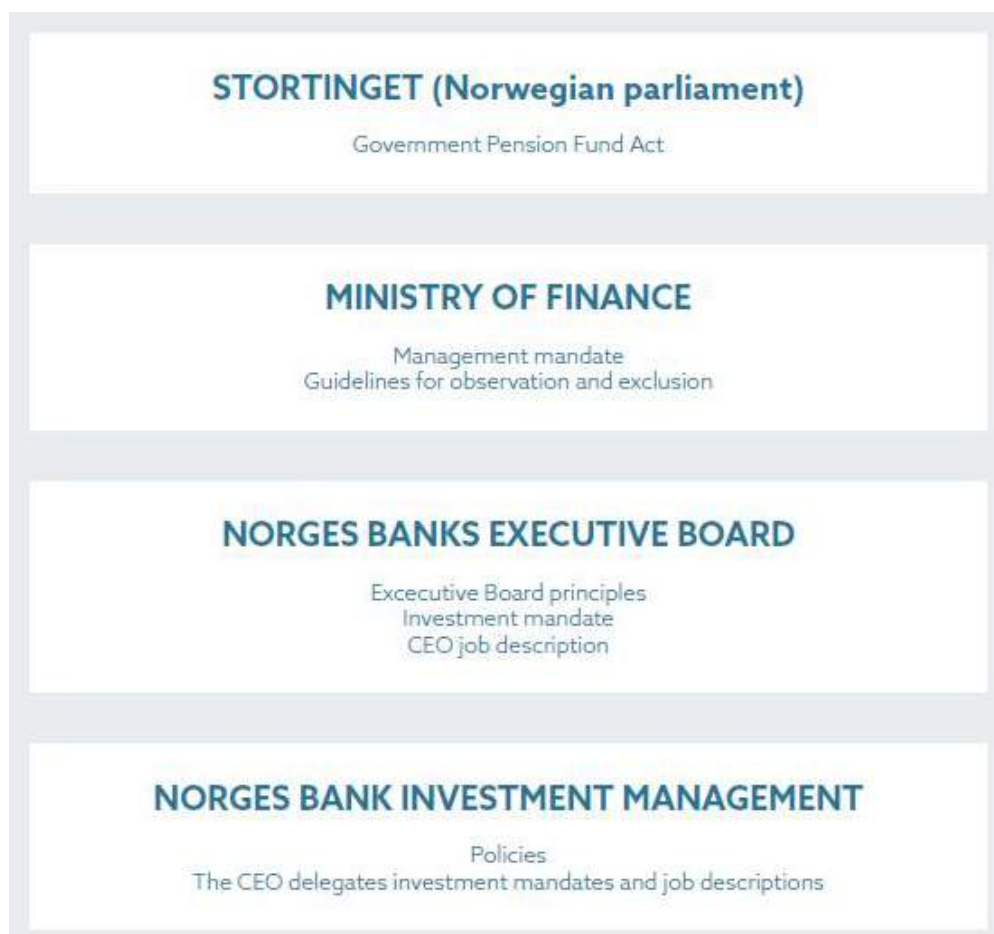 STORTINGET (Norwegian parliament)
Government Pension Fund Act
MINISTRY OF FINANCE
Management mandate
Guidelines for observation and exclusion
NORGES BANKS EXECUTIVE BOARD
Excecutive Board principles
Investment mandate
CEO job description
NORGES BANK INVESTMENT MANAGEMENT
Policies
The CEO delegates investment mandates and job descriptions